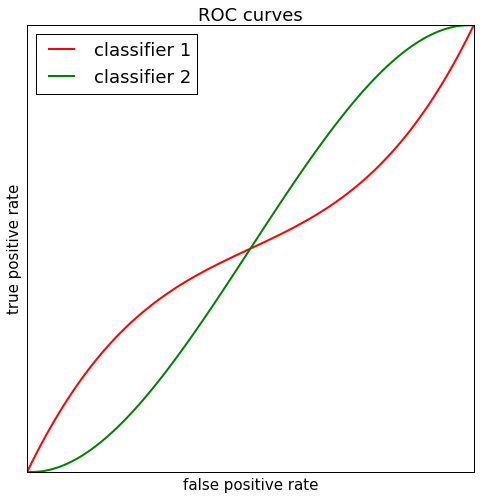 ROC curves
classifier 1
classifier 2
true positive rate
false positive rate